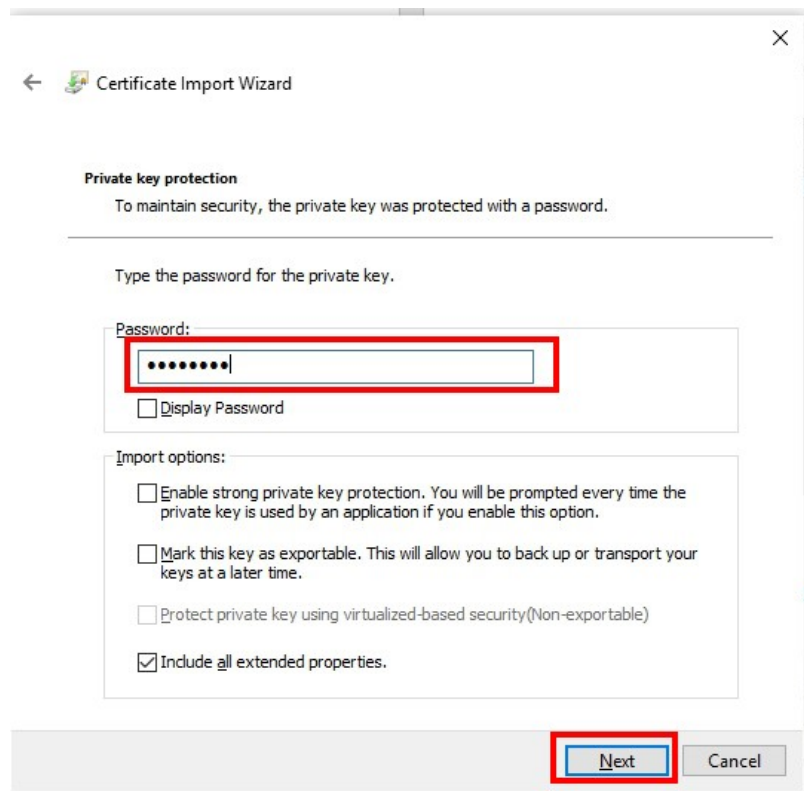 Certificate Import Wizard
Private key protection
To maintain security, the private key was protected with a password.
Type the password for the private key.
Password:
••••••••
Display Password
Import options:
Enable strong private key protection. You will be prompted every time the
private key is used by an application if you enable this option.
Mark this key as exportable. This will allow you to back up or transport your
keys at a later time.
Protect private key using virtualized-based security(Non-exportable)
Include all extended properties.
Next Cancel